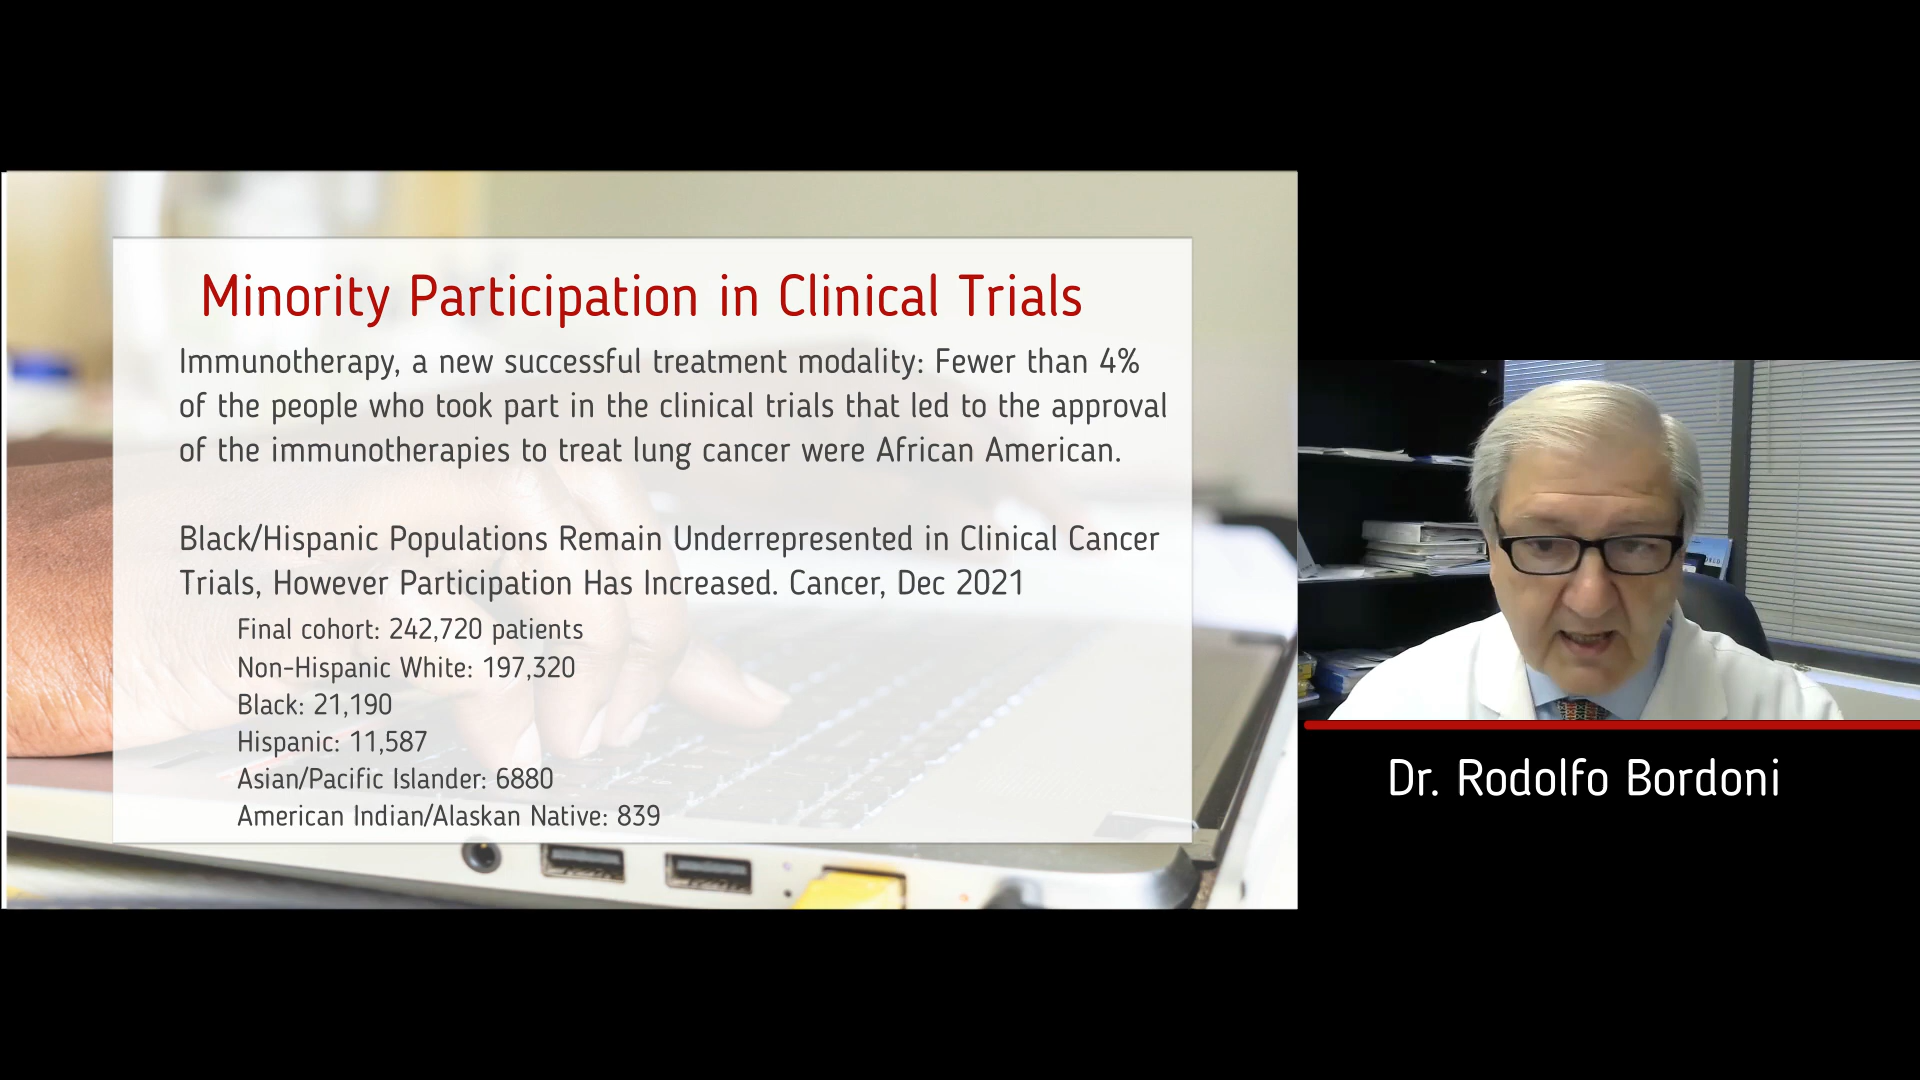 Minority Participation in Clinical Trials
Immunotherapy, a new successful treatment modality: Fewer than 4%
of the people who took part in the clinical trials that led to the approval
of the immunotherapies to treat lung cancer were African American.
Black/Hispanic Populations Remain Underrepresented in Clinical Cancer
Trials, However Participation Has Increased. Cancer, Dec 2021
Final cohort: 242,720 patients
Non-Hispanic White: 197,320
Black: 21,190
Hispanic: 11,587
Asian/Pacific Islander: 6880
American Indian/Alaskan Native: 839
Dr. Rodolfo Bordoni